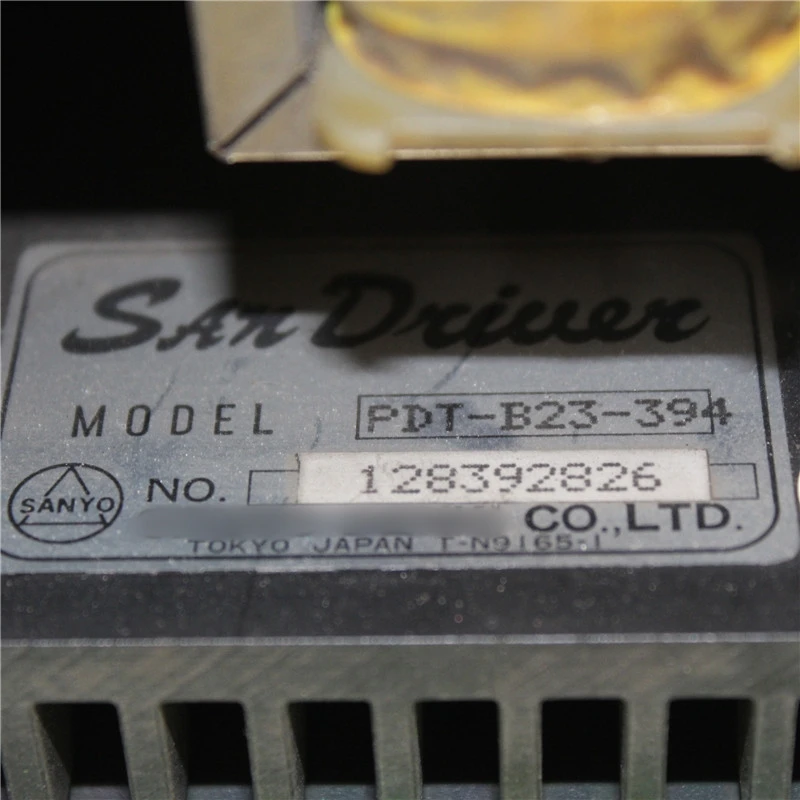 SAN Driver
MODEL PDT-B23-394
SANYO NO. 128392826
CO.,LTD.
TOKYO JAPAN T-N9165-1